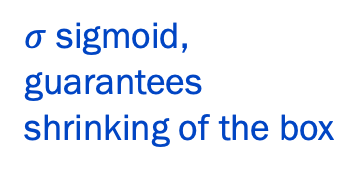 σ sigmoid,
guarantees
shrinking of the box